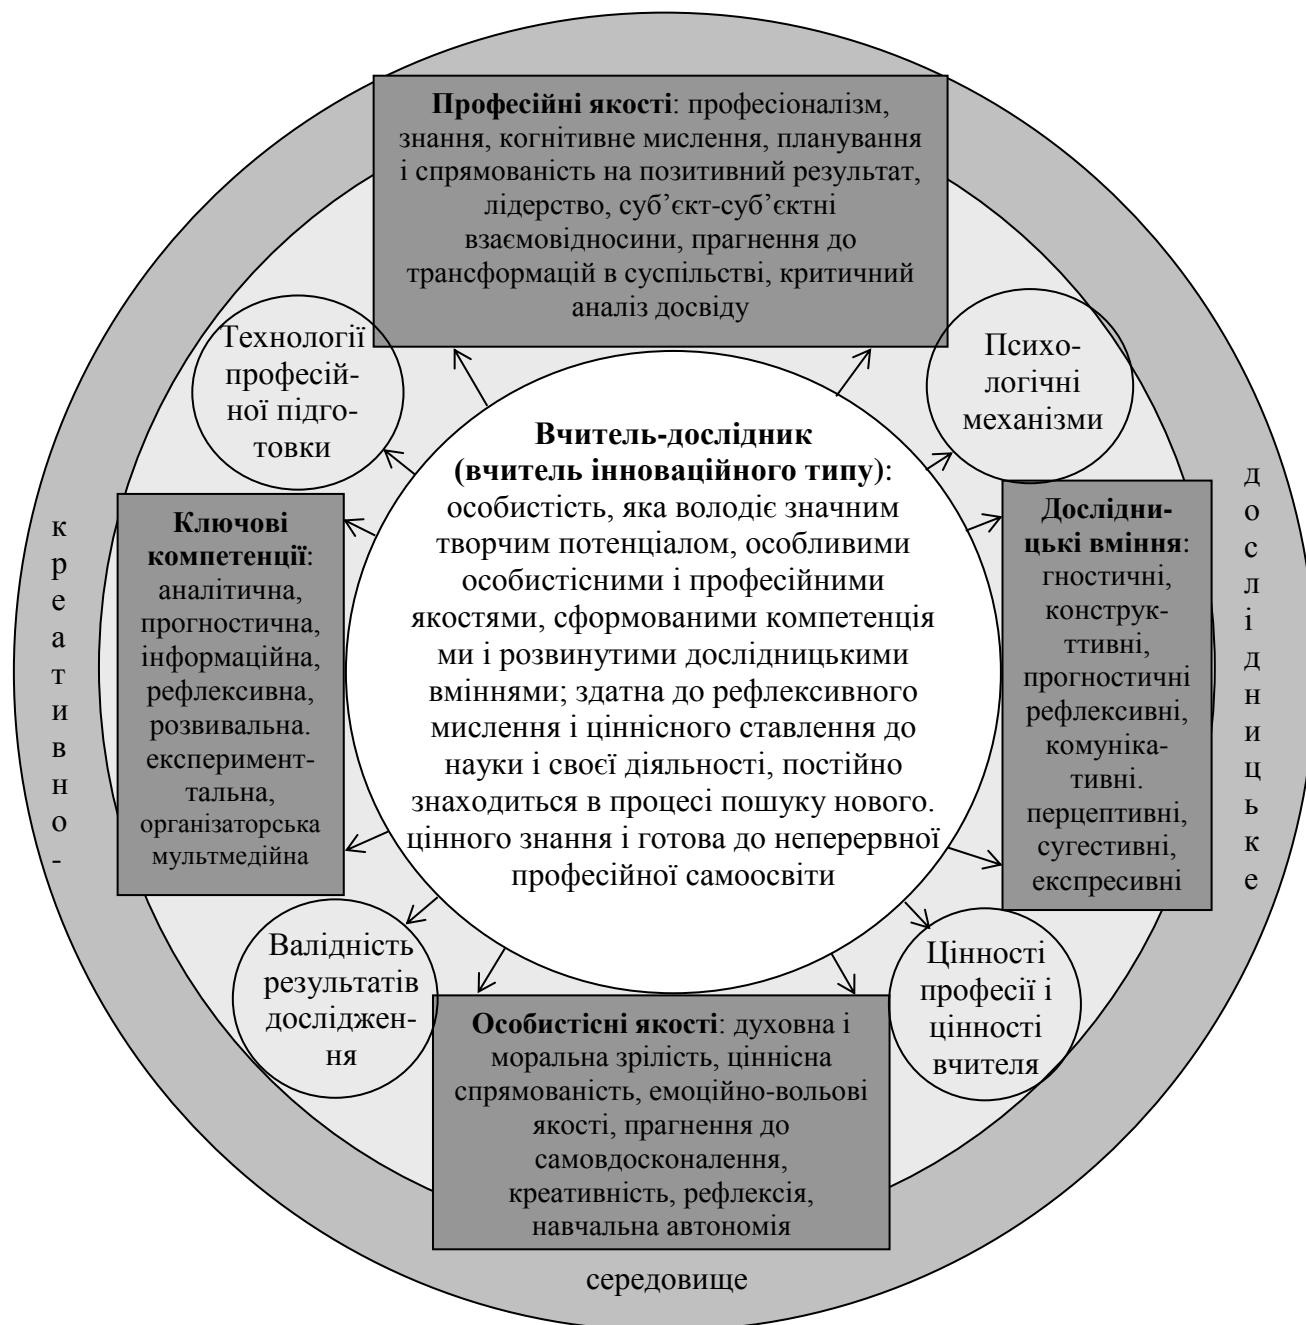 Професійні якості: професіоналізм,
знання, когнітивне мислення, планування
і спрямованість на позитивний результат,
лідерство, суб’єкт-суб’єктні
взаємовідносини, прагнення до
трансформацій в суспільстві, критичний
аналіз досвіду
Технології
професій-
ної підго-
товки
Психо-
логічні
механізми
Вчитель-дослідник
(вчитель інноваційного типу):
особистість, яка володіє значним
творчим потенціалом, особливими
особистісними і професійними
якостями, сформованими компетенція
ми і розвинутими дослідницькими
вміннями; здатна до рефлексивного
мислення і ціннісного ставлення до
науки і своєї діяльності, постійно
знаходиться в процесі пошуку нового.
цінного знання і готова до неперервної
професійної самоосвіти
Ключові
компетенції:
аналітична,
прогностична,
інформаційна,
рефлексивна,
розвивальна.
експеримент-
тальна,
організаторська
мультмедійна
Дослідни-
цькі вміння:
гностичні,
конструк-
ттивні,
прогностичні
рефлексивні,
комуніка-
тивні.
перцептивні,
сугестивні,
експресивні
Валідність
результатів
досліджен-
ня
Цінності
професії і
цінності
вчителя
Особистісні якості: духовна і
моральна зрілість, ціннісна
спрямованість, емоційно-вольові
якості, прагнення до
самовдосконалення,
креативність, рефлексія,
навчальна автономія
креативно-
дослідницьке
середовище